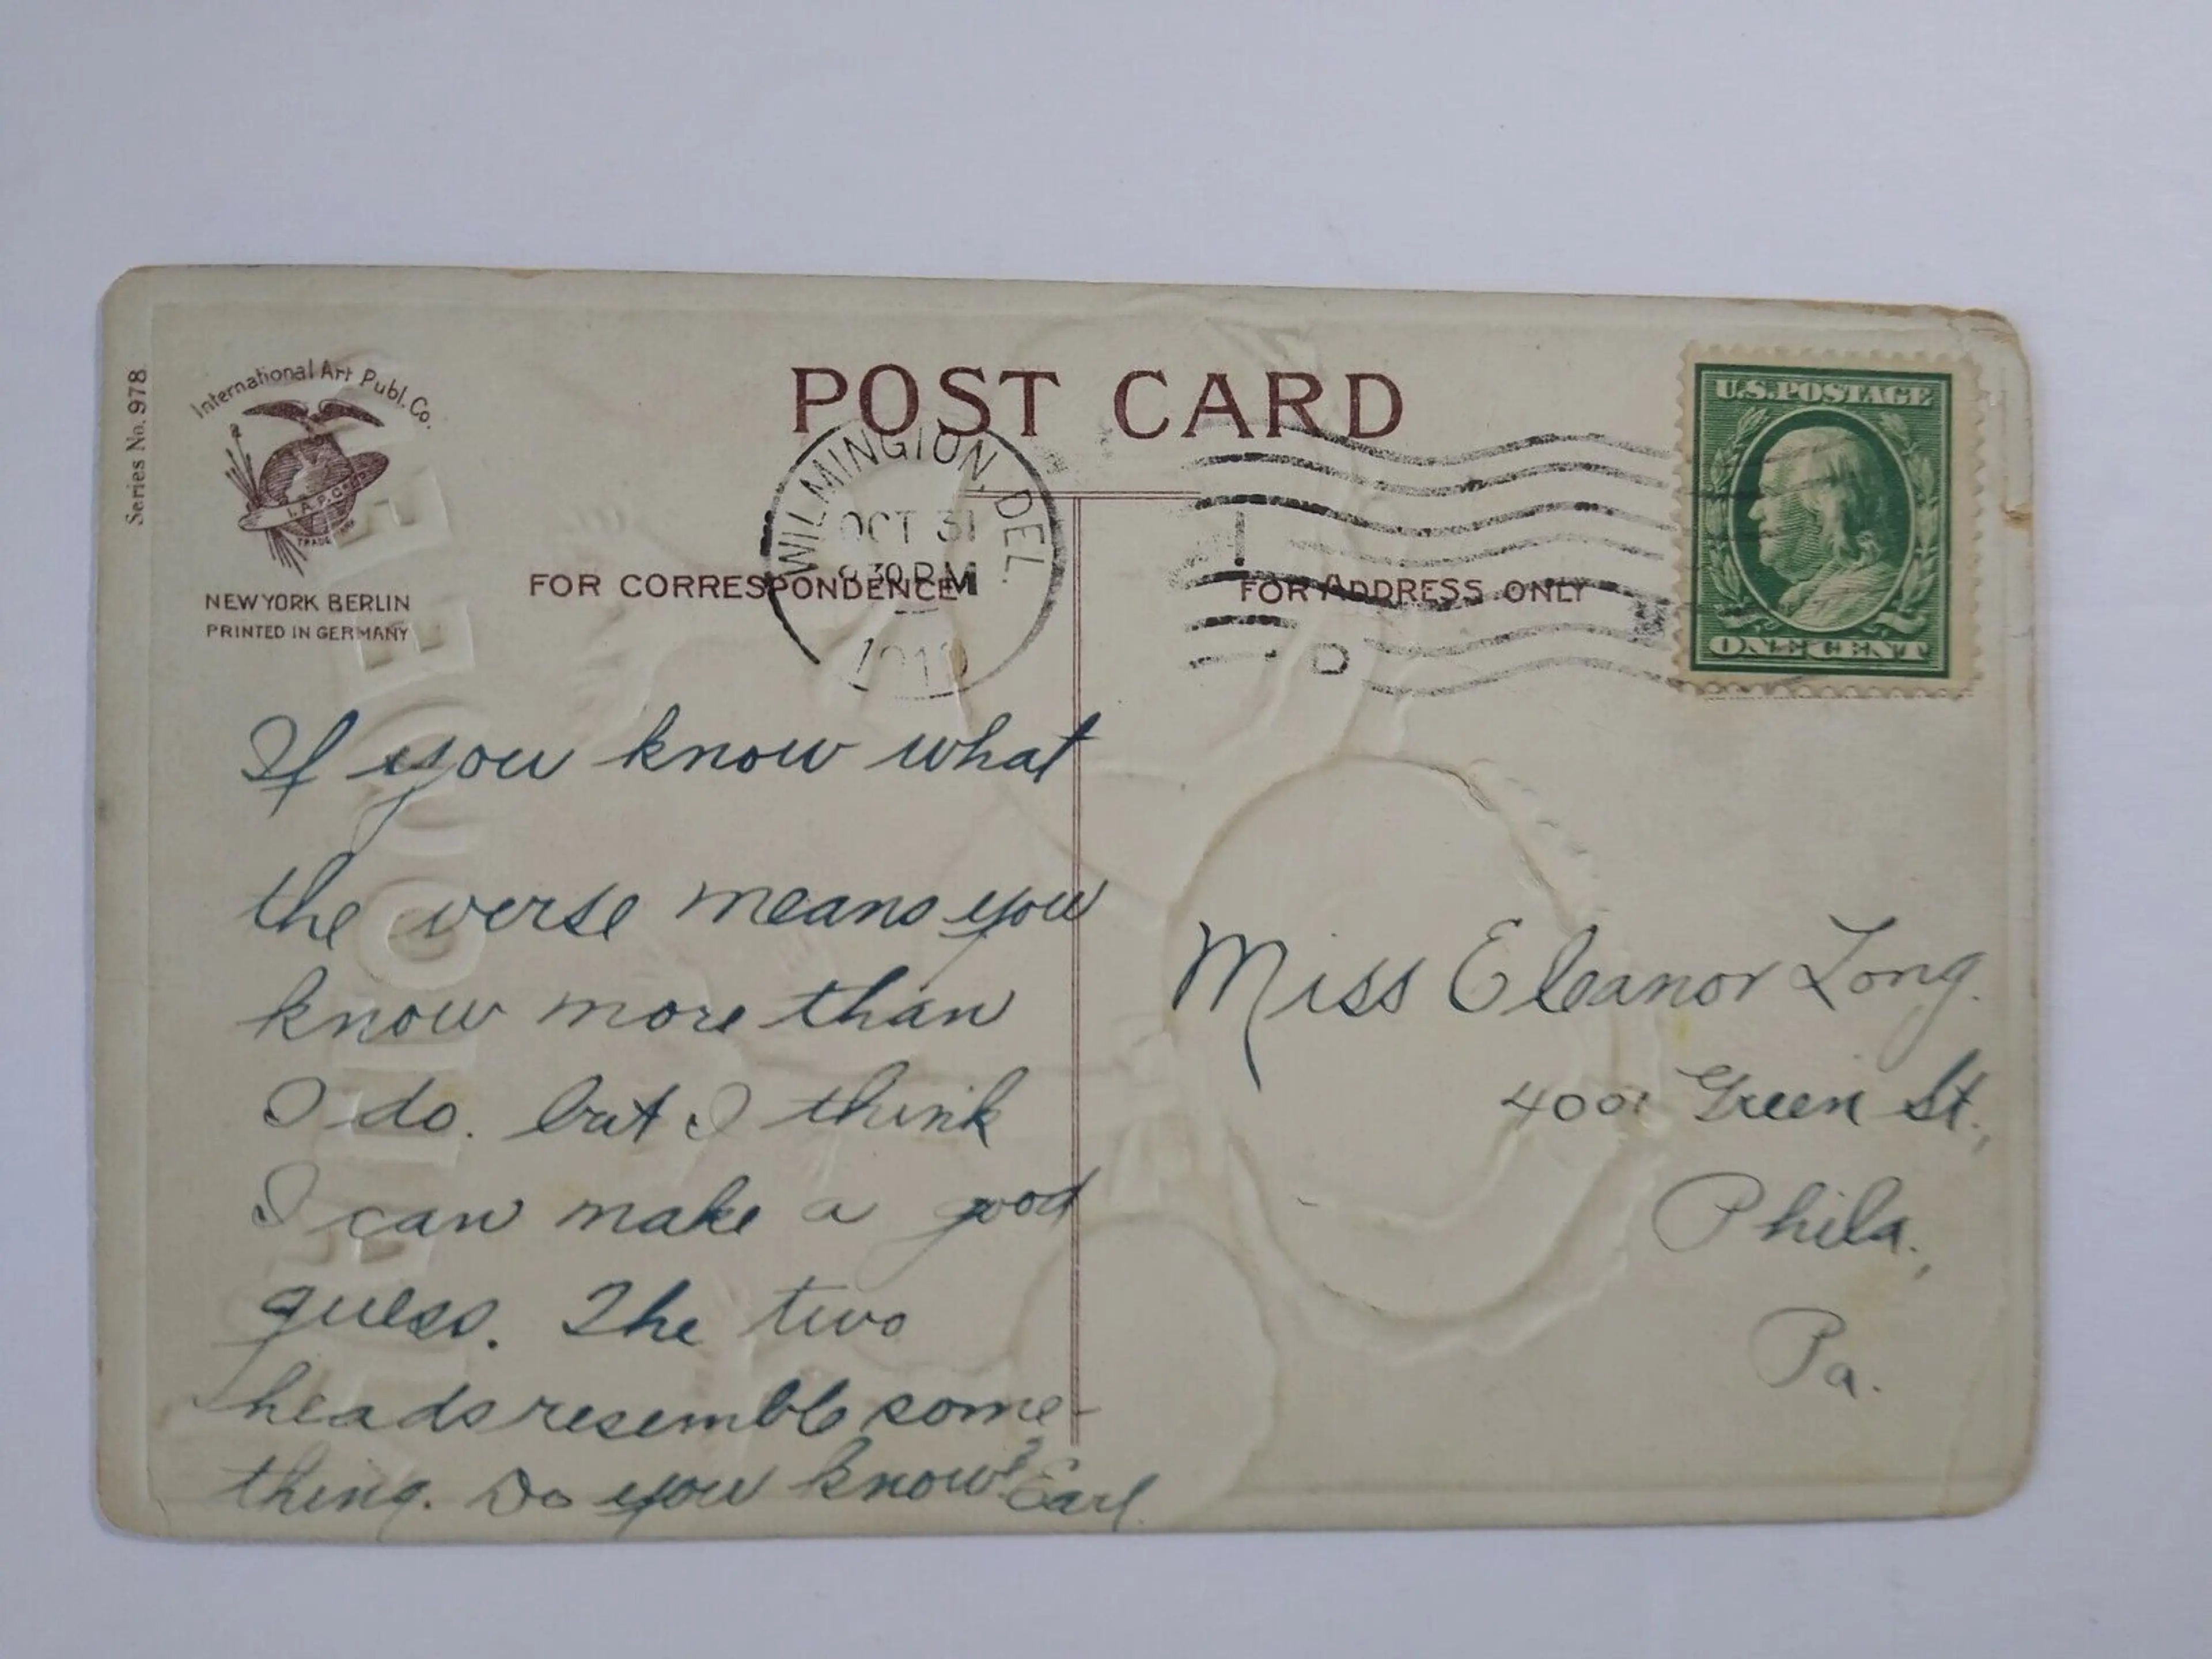 Series No. 978
International Art Publ. Co.
I.A.P.Co.
TRADE MARK
NEW YORK BERLIN
PRINTED IN GERMANY
POST CARD
FOR CORRESPONDENCE
WILMINGTON, DEL.
OCT 31
30 PM
FOR ADDRESS ONLY
D
U.S. POSTAGE
ONE CENT
If you know what
the verse means you
know more than
I do. but I think
I can make a good
guess. The two
heads resemble some-
thing. Do you know? Earl.
Miss Eleanor Long.
4001 Green St.,
Phila.,
Pa.